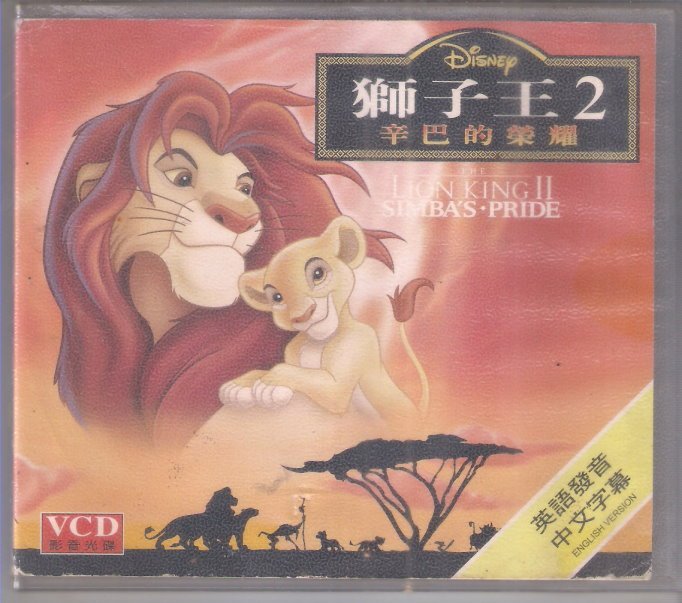 Disney
獅子王2
辛巴的榮耀
THE
LION KING II
SIMBA'S•PRIDE
英語發音
中文字幕
ENGLISH VERSION
VCD
影音光碟